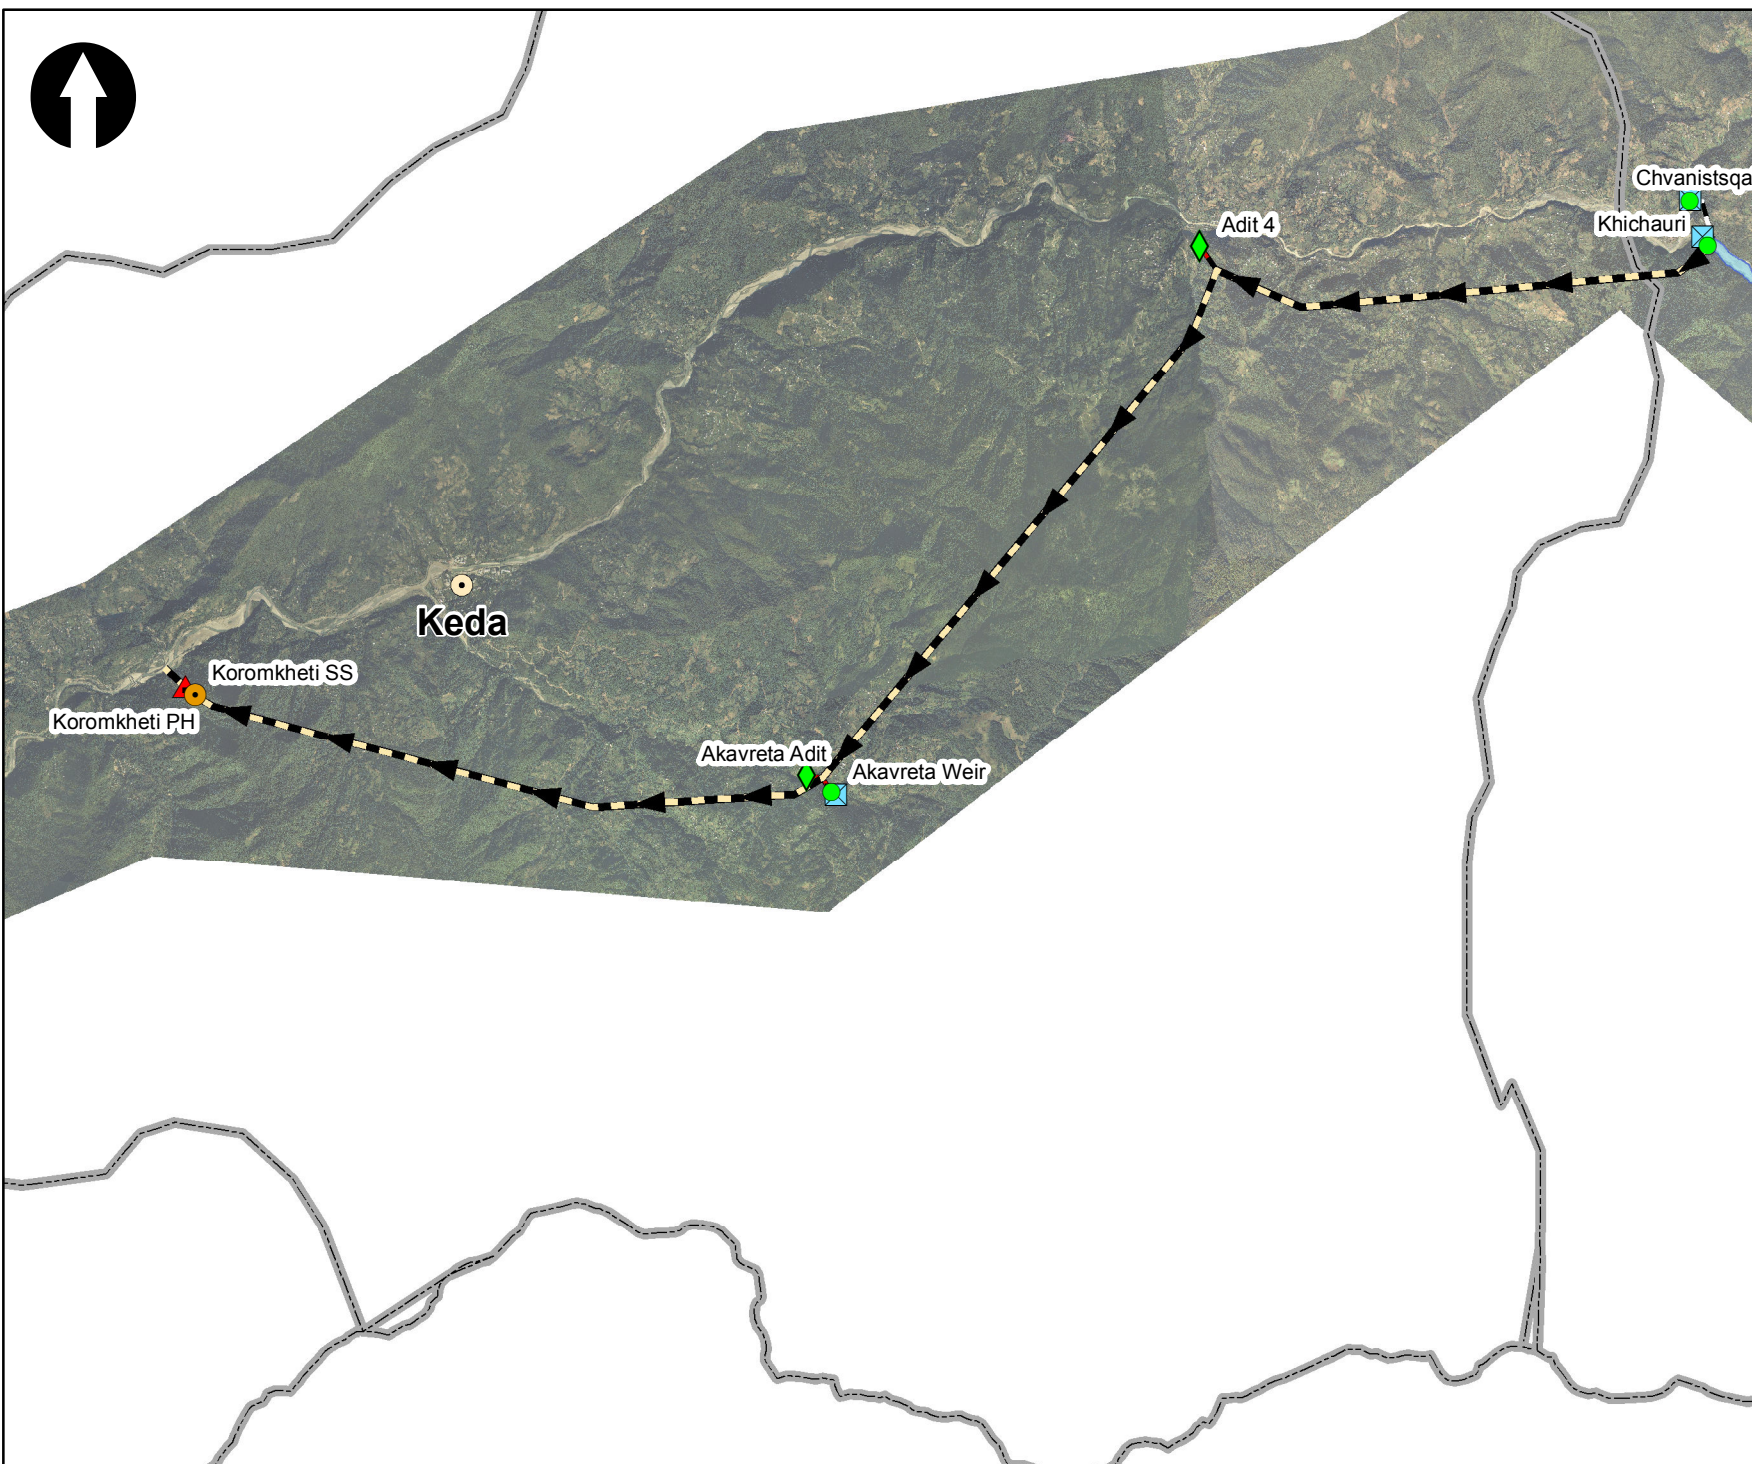 Chvanistsqa
Khichauri
Adit 4
Keda
Koromkheti SS
Koromkheti PH
Akavreta Adit
Akavreta Weir